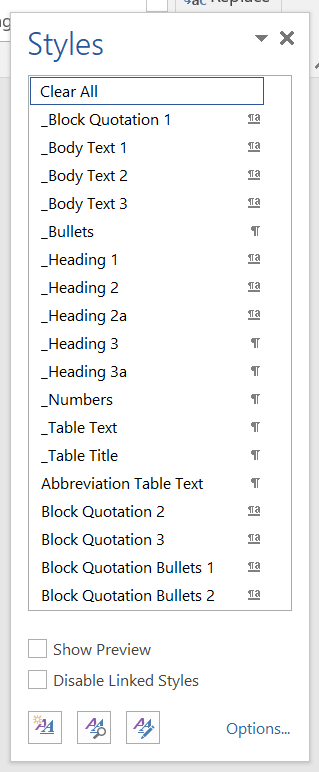 Replace
Styles
Clear All
_Block Quotation 1 ¶a
_Body Text 1 ¶a
_Body Text 2 ¶a
_Body Text 3 ¶a
_Bullets ¶
_Heading 1 ¶a
_Heading 2 ¶a
_Heading 2a ¶a
_Heading 3 ¶
_Heading 3a ¶
_Numbers ¶
_Table Text ¶
_Table Title ¶
Abbreviation Table Text ¶
Block Quotation 2 ¶a
Block Quotation 3 ¶a
Block Quotation Bullets 1 ¶a
Block Quotation Bullets 2 ¶a
Show Preview
Disable Linked Styles
Options...